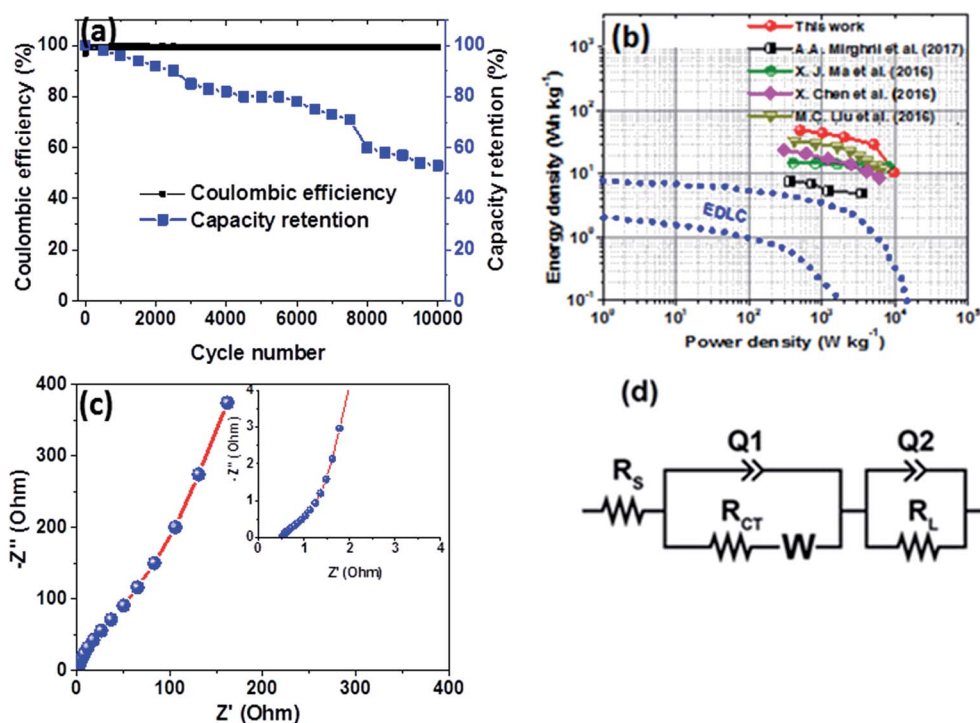 (a)
Coulombic efficiency (%)
100
80
60
40
20
0
Coulombic efficiency
Capacity retention
100
80
60
40
20
0
Capacity retention (%)
0 2000 4000 6000 8000 10000
Cycle number
(b)
Energy density (Wh kg⁻¹)
10³
10²
10¹
10⁰
10⁻¹
This work
A.A. Mirghni et al. (2017)
X. J. Ma et al. (2016)
X. Chen et al. (2016)
M.C. Liu et al. (2016)
EDLC
10⁰ 10¹ 10² 10³ 10⁴ 10⁵
Power density (W kg⁻¹)
(c)
-Z'' (Ohm)
400
300
200
100
0
0 100 200 300 400
Z' (Ohm)
-Z'' (Ohm)
4
3
2
1
0
0 1 2 3 4
Z' (Ohm)
(d)
Q1
Q2
R_S
R_CT
W
R_L